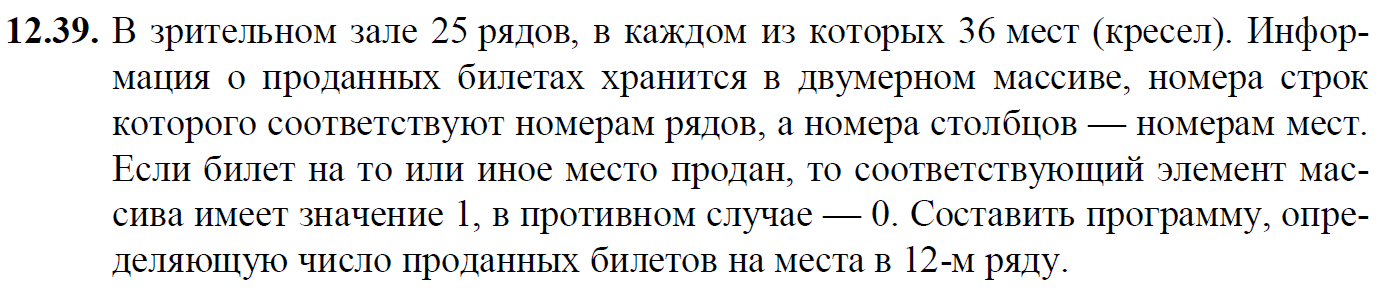 12.39. В зрительном зале 25 рядов, в каждом из которых 36 мест (кресел). Инфор-
мация о проданных билетах хранится в двумерном массиве, номера строк
которого соответствуют номерам рядов, а номера столбцов — номерам мест.
Если билет на то или иное место продан, то соответствующий элемент мас-
сива имеет значение 1, в противном случае — 0. Составить программу, опре-
деляющую число проданных билетов на места в 12-м ряду.